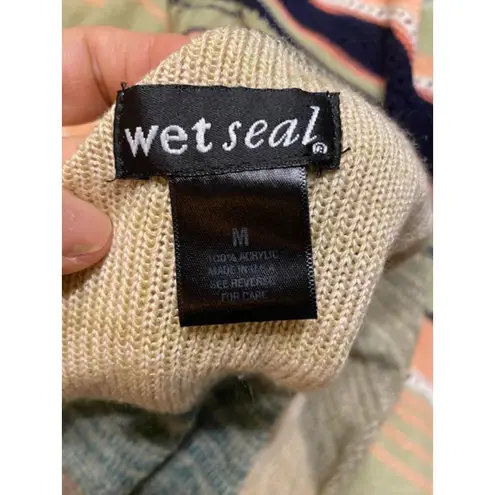 wet seal®
M
100% ACRYLIC
MADE IN U.S.A
SEE REVERSE
FOR CARE